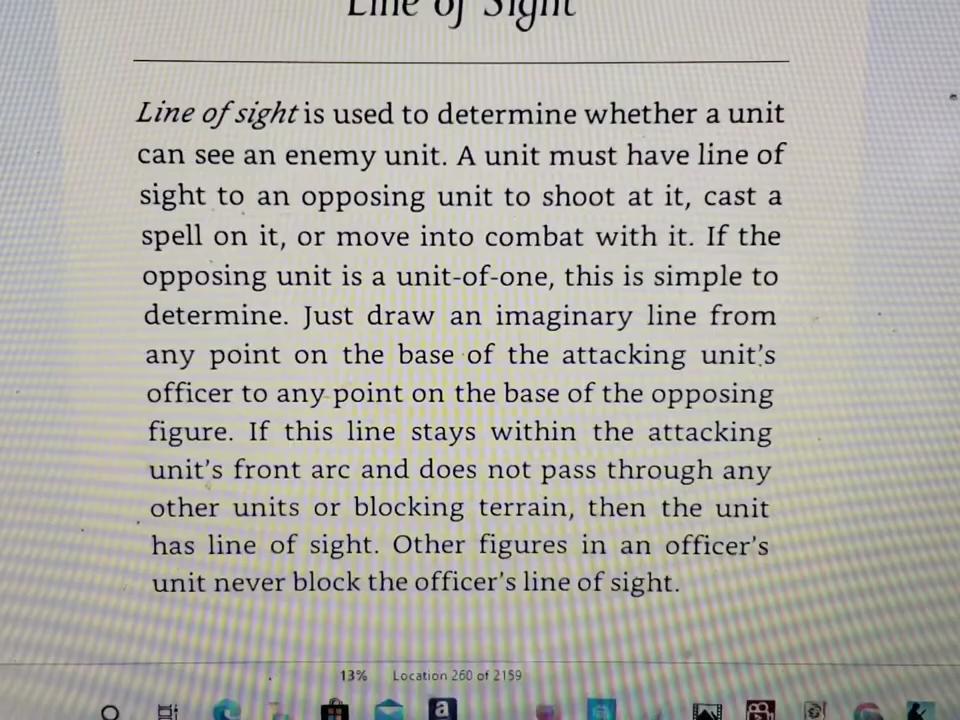 Line of Sight
Line of sight is used to determine whether a unit
can see an enemy unit. A unit must have line of
sight to an opposing unit to shoot at it, cast a
spell on it, or move into combat with it. If the
opposing unit is a unit-of-one, this is simple to
determine. Just draw an imaginary line from
any point on the base of the attacking unit's
officer to any point on the base of the opposing
figure. If this line stays within the attacking
unit's front arc and does not pass through any
other units or blocking terrain, then the unit
has line of sight. Other figures in an officer's
unit never block the officer's line of sight.
13% Location 260 of 2159
a